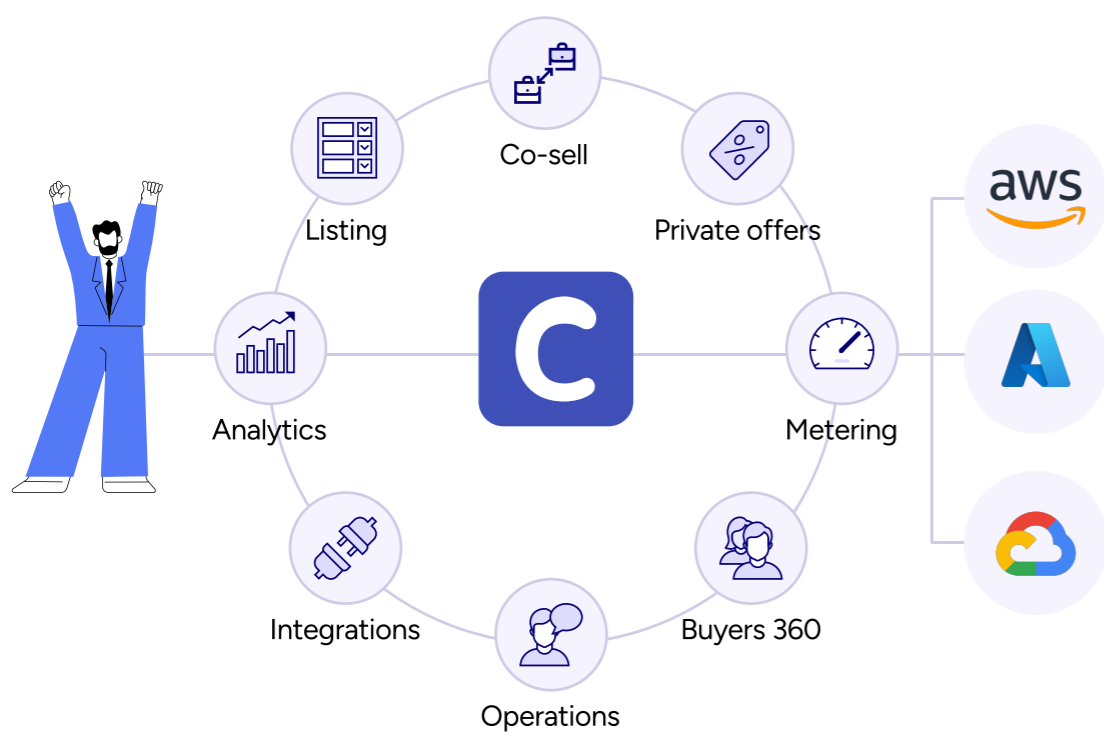 Co-sell
Listing
Private offers
aws
C
Analytics
Metering
Integrations
Buyers 360
Operations